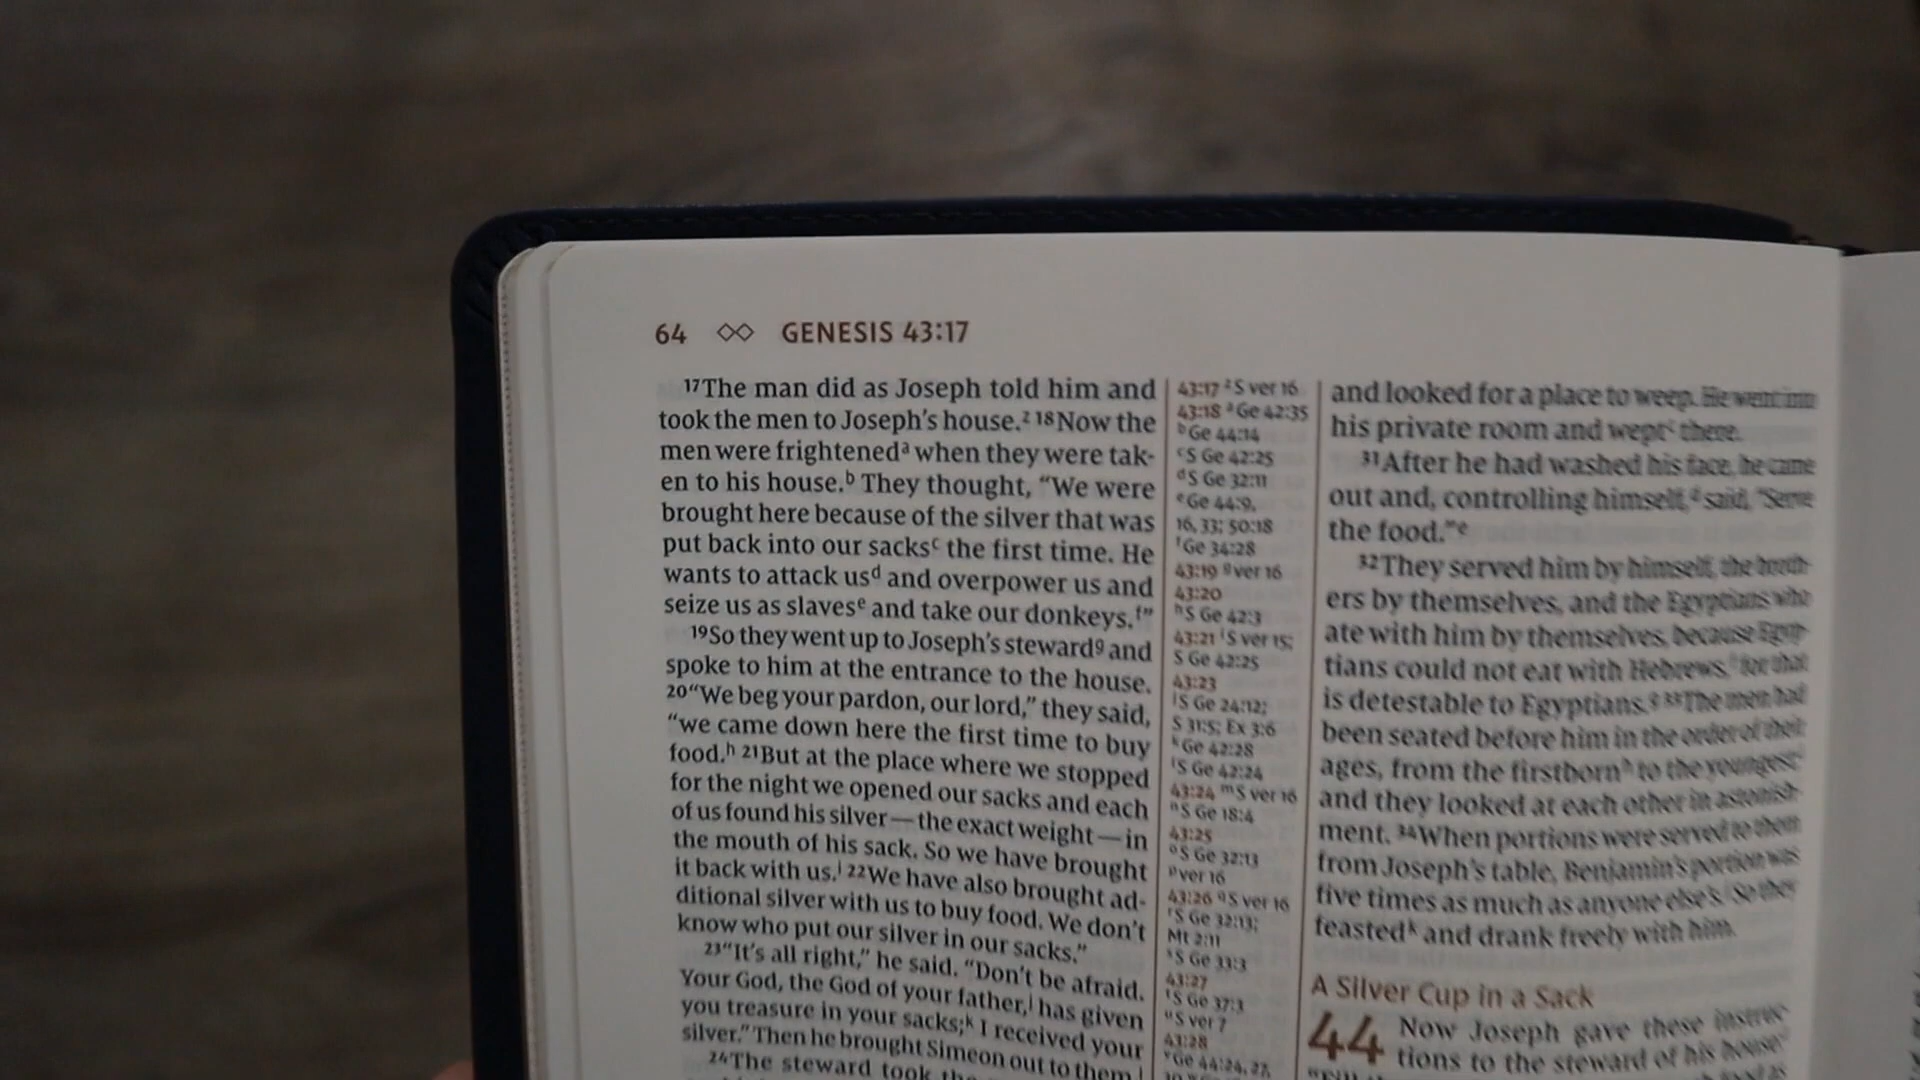 64 ◇◇ GENESIS 43:17
17The man did as Joseph told him and
took the men to Joseph's house.z 18Now the
men were frighteneda when they were tak-
en to his house.b They thought, “We were
brought here because of the silver that was
put back into our sacksc the first time. He
wants to attack usd and overpower us and
seize us as slavese and take our donkeys.f”
19So they went up to Joseph's stewardg and
spoke to him at the entrance to the house.
20“We beg your pardon, our lord,” they said,
“we came down here the first time to buy
food.h 21But at the place where we stopped
for the night we opened our sacks and each
of us found his silver—the exact weight—in
the mouth of his sack. So we have brought
it back with us.i 22We have also brought ad-
ditional silver with us to buy food. We don't
know who put our silver in our sacks.”
23“It's all right,” he said. “Don't be afraid.
Your God, the God of your father,j has given
you treasure in your sacks;k I received your
silver.” Then he brought Simeon out to them.l
24The steward took the
43:17 zS ver 16
43:18 aGe 42:35
bGe 44:14
cS Ge 42:25
dS Ge 32:11
eGe 44:9,
16, 33; 50:18
fGe 34:28
43:19 gver 16
43:20
hS Ge 42:3
43:21 iS ver 15;
S Ge 42:25
43:23
jS Ge 24:12;
S 31:5; Ex 3:6
kGe 42:28
lS Ge 42:24
43:24 mS ver 16
nS Ge 18:4
43:25
oS Ge 32:13
pver 16
43:26 qS ver 16
rS Ge 32:13;
Mt 2:11
sS Ge 33:3
43:27
tS Ge 37:3
uS ver 7
43:28
vGe 44:24, 27,
and looked for a place to weep. He went into
his private room and weptc there.
31After he had washed his face, he came
out and, controlling himself,d said, “Serve
the food.”e
32They served him by himself, the broth-
ers by themselves, and the Egyptians who
ate with him by themselves, because Egyp-
tians could not eat with Hebrews,f for that
is detestable to Egyptians.g 33The men had
been seated before him in the order of their
ages, from the firstbornh to the youngest;
and they looked at each other in astonish-
ment. 34When portions were served to them
from Joseph's table, Benjamin's portion was
five times as much as anyone else's. So they
feastedk and drank freely with him.
A Silver Cup in a Sack
44 Now Joseph gave these instruc-
tions to the steward of his house: